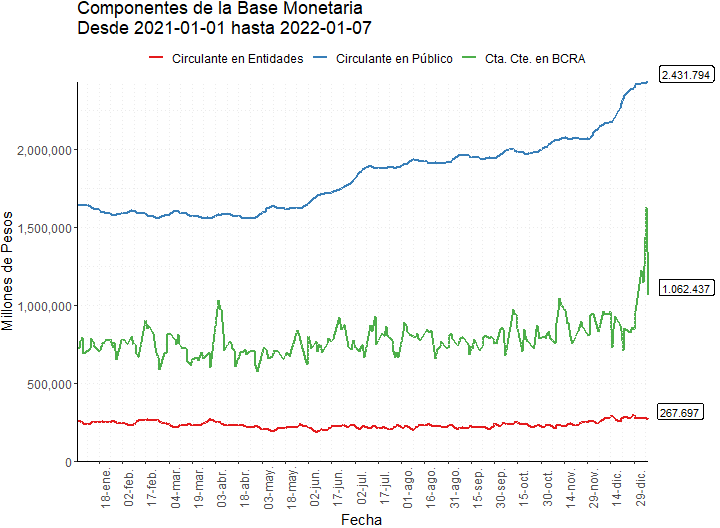 Componentes de la Base Monetaria
Desde 2021-01-01 hasta 2022-01-07
Circulante en Entidades Circulante en Público Cta. Cte. en BCRA
2.431.794
2,000,000
1,500,000
1.062.437
1,000,000
500,000
267.697
0
Millones de Pesos
18-ene.
02-feb.
17-feb.
04-mar.
19-mar.
03-abr.
18-abr.
03-may.
18-may.
02-jun.
17-jun.
02-jul.
17-jul.
01-ago.
16-ago.
31-ago.
15-sep.
30-sep.
15-oct.
30-oct.
14-nov.
29-nov.
14-dic.
29-dic.
Fecha